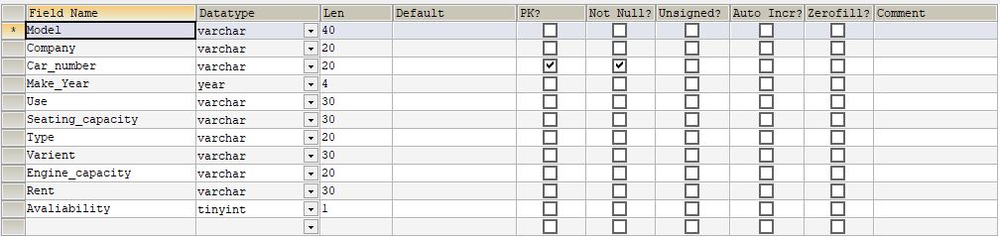 Field Name Datatype Len Default PK? Not Null? Unsigned? Auto Incr? Zerofill? Comment
* Model varchar 40
Company varchar 20
Car_number varchar 20
Make_Year year 4
Use varchar 30
Seating_capacity varchar 30
Type varchar 20
Varient varchar 30
Engine_capacity varchar 20
Rent varchar 30
Avaliability tinyint 1